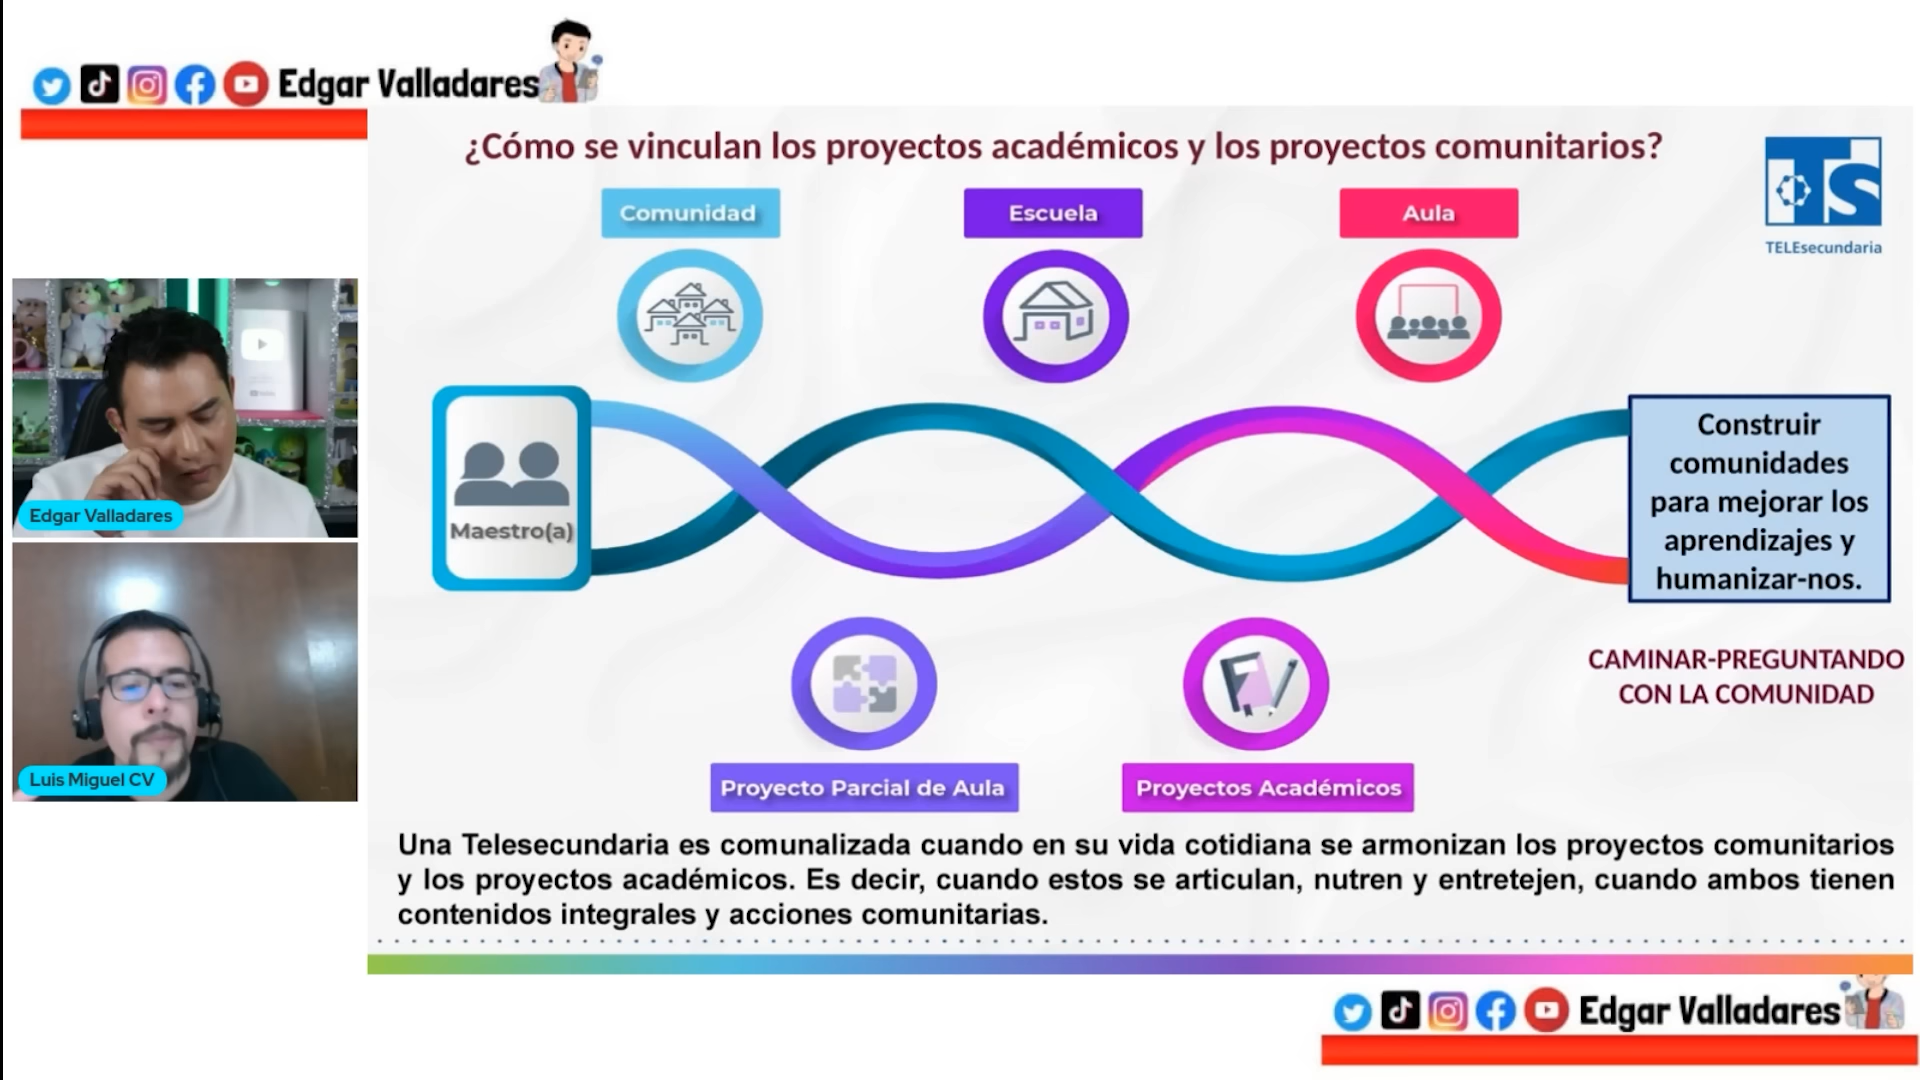 Edgar Valladares
¿Cómo se vinculan los proyectos académicos y los proyectos comunitarios?
TS
TELEsecundaria
Comunidad
Escuela
Aula
Maestro(a)
Construir
comunidades
para mejorar los
aprendizajes y
humanizar-nos.
Edgar Valladares
Luis Miguel CV
CAMINAR-PREGUNTANDO
CON LA COMUNIDAD
Proyecto Parcial de Aula
Proyectos Académicos
Una Telesecundaria es comunalizada cuando en su vida cotidiana se armonizan los proyectos comunitarios
y los proyectos académicos. Es decir, cuando estos se articulan, nutren y entretejen, cuando ambos tienen
contenidos integrales y acciones comunitarias.
Edgar Valladares